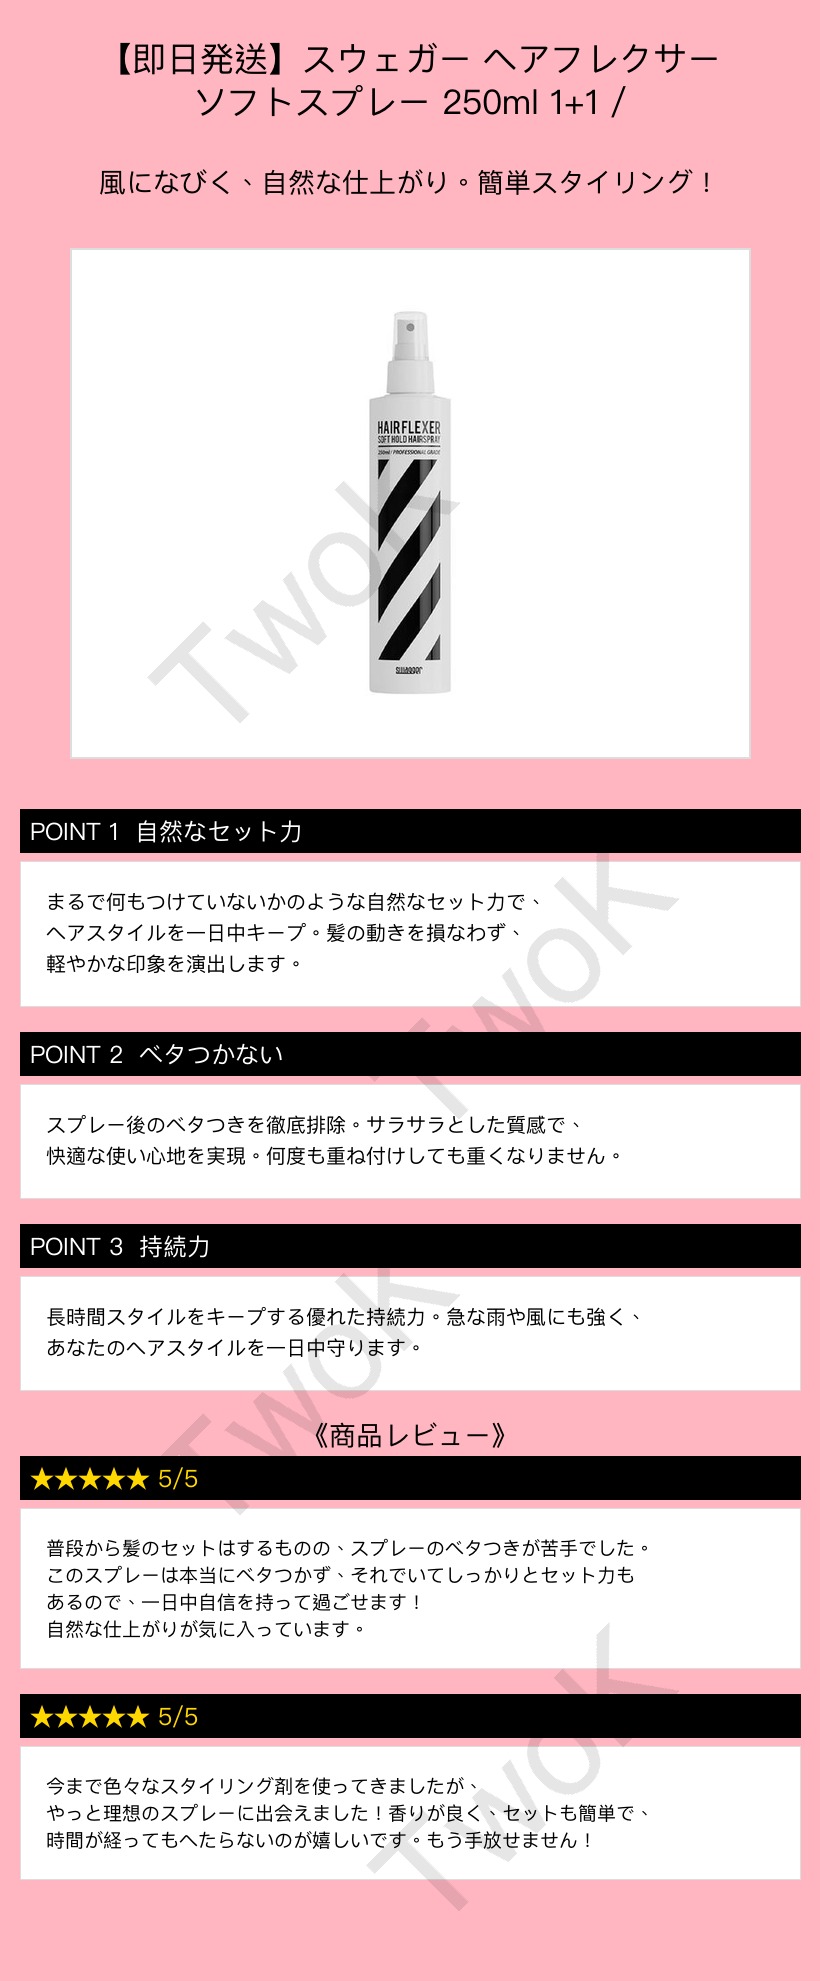 【即日発送】スウェガー ヘアフレクサー
ソフトスプレー 250ml 1+1 /
風になびく、自然な仕上がり。簡単スタイリング！
HAIRFLEXER
SOFT HOLD HAIRSPRAY
250ml / PROFESSIONAL GRADE
SWAGGER
TwoK
POINT 1 自然なセット力
まるで何もつけていないかのような自然なセット力で、
ヘアスタイルを一日中キープ。髪の動きを損なわず、
軽やかな印象を演出します。
TwoK
POINT 2 ベタつかない
スプレー後のベタつきを徹底排除。サラサラとした質感で、
快適な使い心地を実現。何度も重ね付けしても重くなりません。
POINT 3 持続力
長時間スタイルをキープする優れた持続力。急な雨や風にも強く、
あなたのヘアスタイルを一日中守ります。
TwoK
《商品レビュー》
★★★★★ 5/5
普段から髪のセットはするものの、スプレーのベタつきが苦手でした。
このスプレーは本当にベタつかず、それでいてしっかりとセット力も
あるので、一日中自信を持って過ごせます！
自然な仕上がりが気に入っています。
★★★★★ 5/5
今まで色々なスタイリング剤を使ってきましたが、
やっと理想のスプレーに出会えました！香りが良く、セットも簡単で、
時間が経ってもへたらないのが嬉しいです。もう手放せません！
TwoK